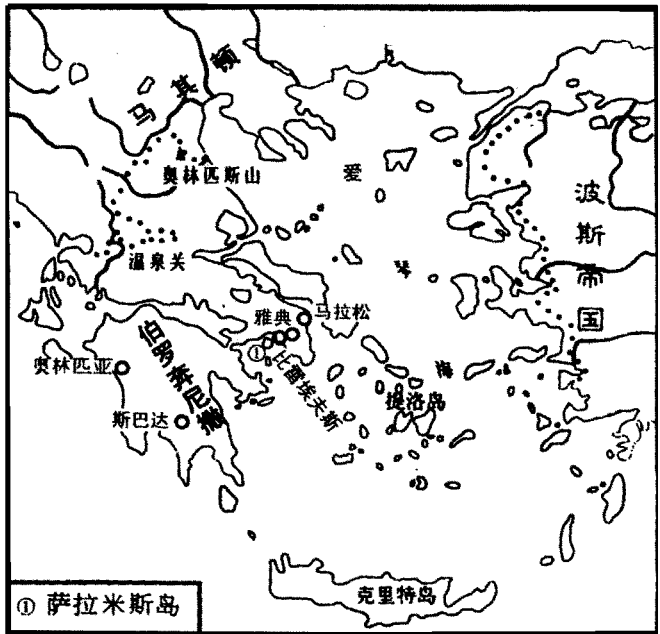 马其顿
奥林匹斯山
爱琴海
波斯帝国
温泉关
雅典
马拉松
①
比雷埃夫斯
伯罗奔尼撒
奥林匹亚
斯巴达
提洛岛
克里特岛
① 萨拉米斯岛